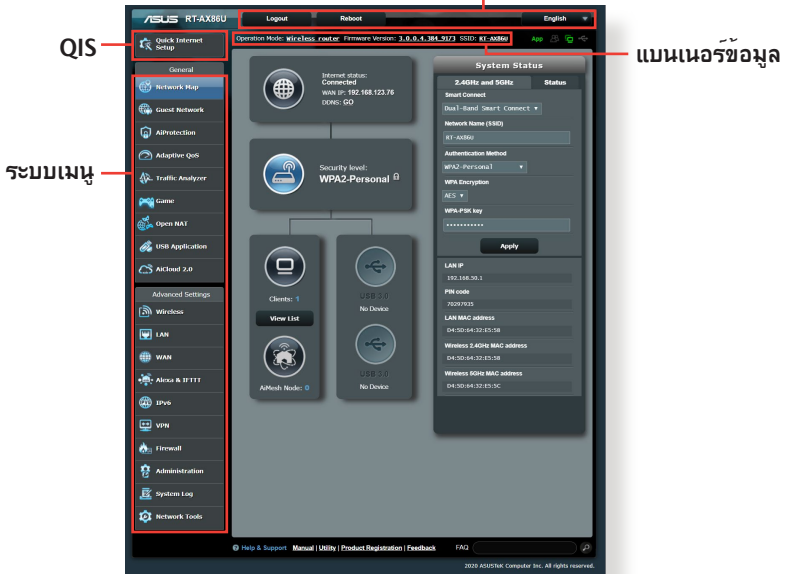 ASUS RT-AX86U
Logout
Reboot
English
QIS
Quick Internet Setup
Operation Mode: Wireless router Firmware Version: 3.0.0.4.384_9173 SSID: RT-AX86U
App
แบนเนอร์ข้อมูล
ระบบเมนู
General
Network Map
Guest Network
AiProtection
Adaptive QoS
Traffic Analyzer
Game
Open NAT
USB Application
AiCloud 2.0
Advanced Settings
Wireless
LAN
WAN
Alexa & IFTTT
IPv6
VPN
Firewall
Administration
System Log
Network Tools
Internet status:
Connected
WAN IP: 192.168.123.76
DDNS: GO
Security level:
WPA2-Personal
Clients: 1
View List
AiMesh Node: 0
USB 3.0
No Device
USB 3.0
No Device
System Status
2.4GHz and 5GHz
Status
Smart Connect
Dual-Band Smart Connect
Network Name (SSID)
RT-AX86U
Authentication Method
WPA2-Personal
WPA Encryption
AES
WPA-PSK key
Apply
LAN IP
192.168.50.1
PIN code
70297935
LAN MAC address
D4:5D:64:32:E5:58
Wireless 2.4GHz MAC address
D4:5D:64:32:E5:58
Wireless 5GHz MAC address
D4:5D:64:32:E5:5C
Help & Support Manual | Utility | Product Registration | Feedback FAQ
2020 ASUSTeK Computer Inc. All rights reserved.